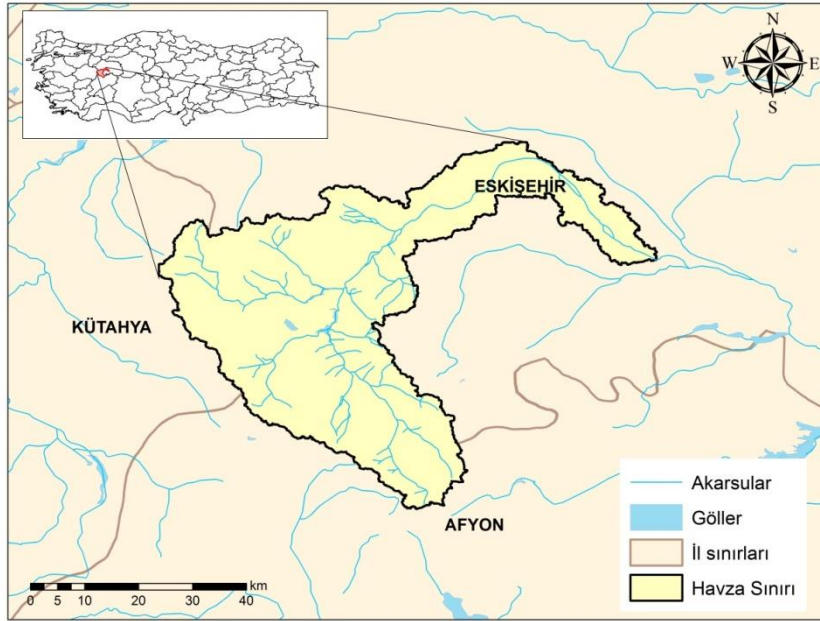 N
W E
S
ESKİŞEHİR
KÜTAHYA
AFYON
km
0 5 10 20 30 40
Akarsular
Göller
İl sınırları
Havza Sınırı